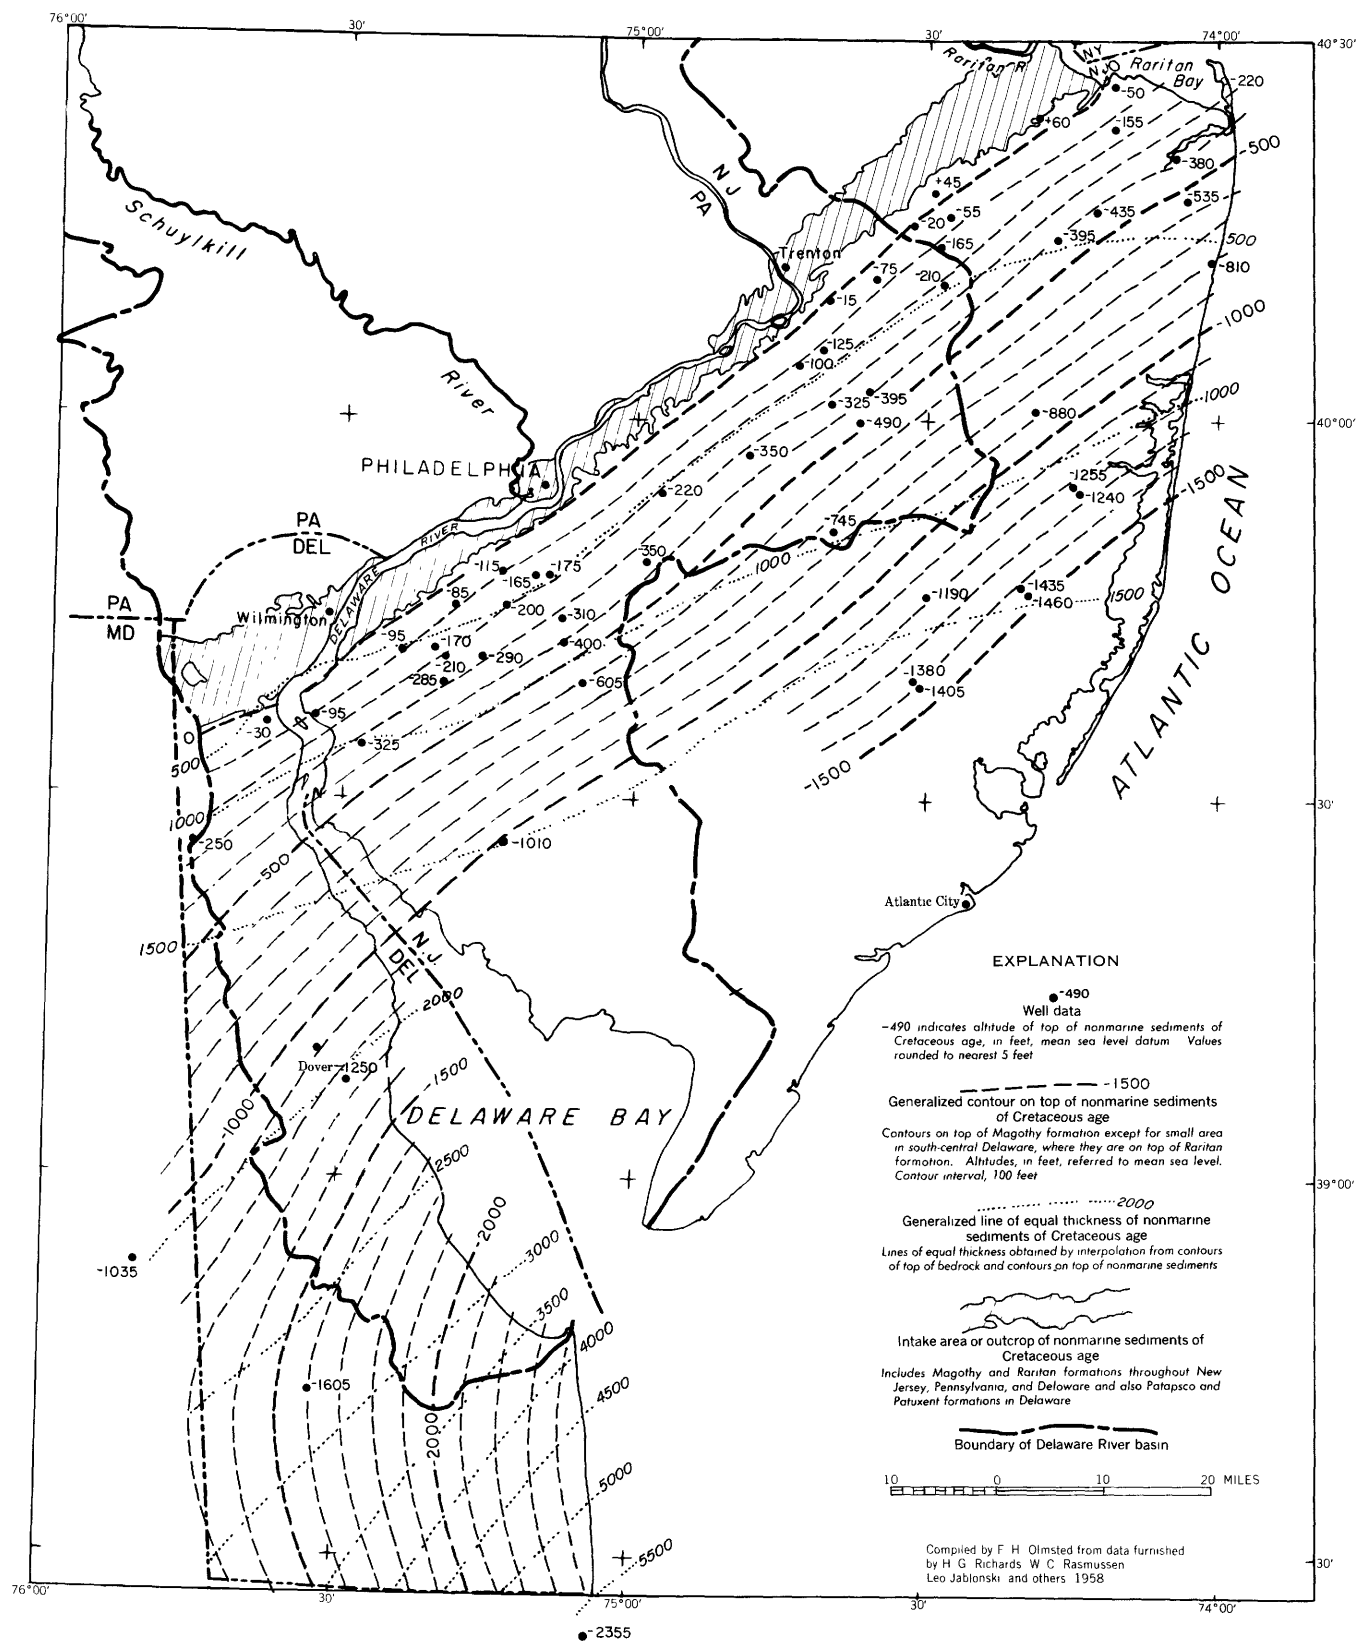 76°00'
30'
75°00'
30'
74°00'
40°30'
Raritan R
NY
NJ
Raritan
Bay
-220
-50
+60
-155
-500
-380
+45
-535
-55
-435
-20
-395
500
-165
NJ
PA
Schuylkill
Trenton
-75
-210
-810
-15
-1000
-125
-100
River
-395
-325
1000
-880
40°00'
-490
-350
PHILADELPHIA
-1255
-1500
-220
-1240
PA
DEL
RIVER
-745
ATLANTIC OCEAN
350
1000
-115
-175
-165
DELAWARE
-1435
-85
PA
MD
Wilmington
-200
-1190
-1460
1500
-310
-95
-170
-400
-290
-210
-1380
-285
-605
-1405
-95
0
-30
-325
500
-1500
30'
1000
-250
-1010
500
Atlantic City
1500
N.J.
DEL
2000
Dover
-1250
1500
-1000
DELAWARE BAY
2500
39°00'
-2000
3000
-1035
3500
4000
-1605
4500
-2000
5000
5500
30'
76°00'
30'
75°00'
30'
74°00'
-2355
EXPLANATION
-490
Well data
-490 indicates altitude of top of nonmarine sediments of
Cretaceous age, in feet, mean sea level datum Values
rounded to nearest 5 feet
-1500
Generalized contour on top of nonmarine sediments
of Cretaceous age
Contours on top of Magothy formation except for small area
in south-central Delaware, where they are on top of Raritan
formation. Altitudes, in feet, referred to mean sea level.
Contour interval, 100 feet
2000
Generalized line of equal thickness of nonmarine
sediments of Cretaceous age
Lines of equal thickness obtained by interpolation from contours
of top of bedrock and contours on top of nonmarine sediments
Intake area or outcrop of nonmarine sediments of
Cretaceous age
Includes Magothy and Raritan formations throughout New
Jersey, Pennsylvania, and Delaware and also Patapsco and
Patuxent formations in Delaware
Boundary of Delaware River basin
10 0 10 20 MILES
Compiled by F H Olmsted from data furnished
by H G Richards W C Rasmussen
Leo Jablonski and others 1958